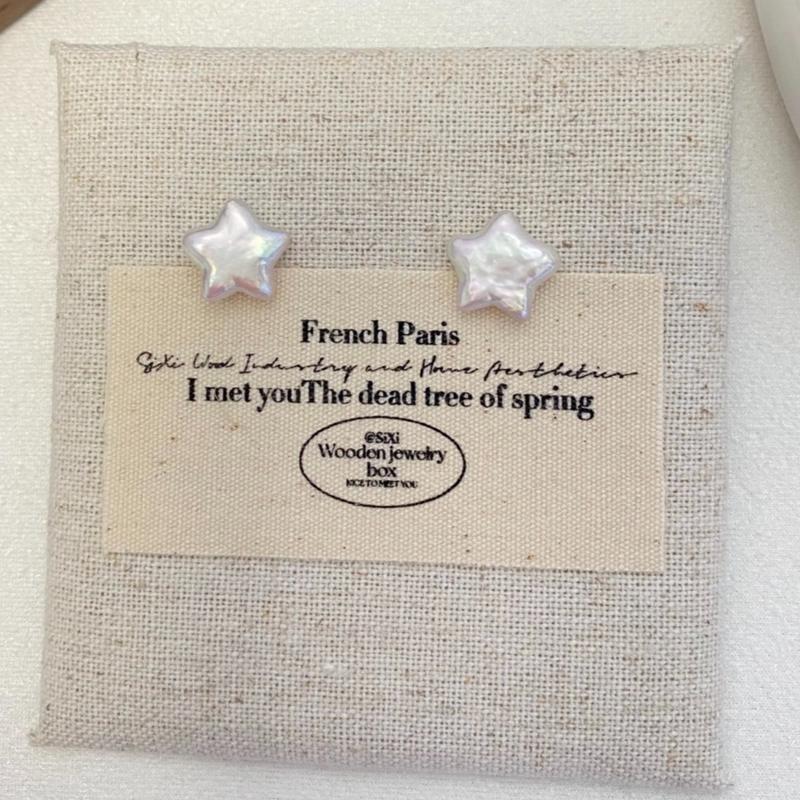 French Paris
SiXi Wood Industry and Home Aesthetics
I met youThe dead tree of spring
@SiXi
Wooden jewelry
box
NICE TO MEET YOU